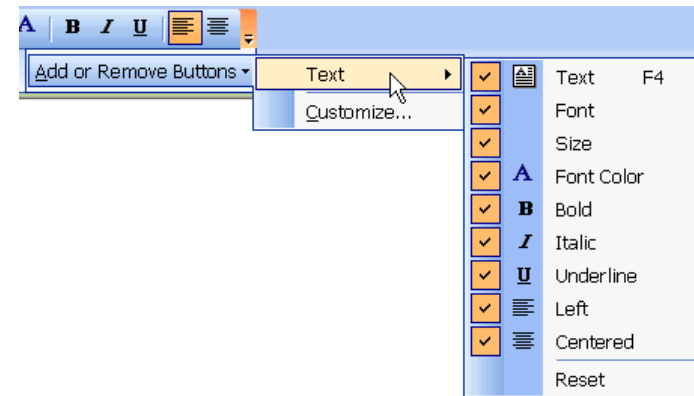 A B I U
Add or Remove Buttons
Text
Customize...
Text F4
Font
Size
A Font Color
B Bold
I Italic
U Underline
Left
Centered
Reset